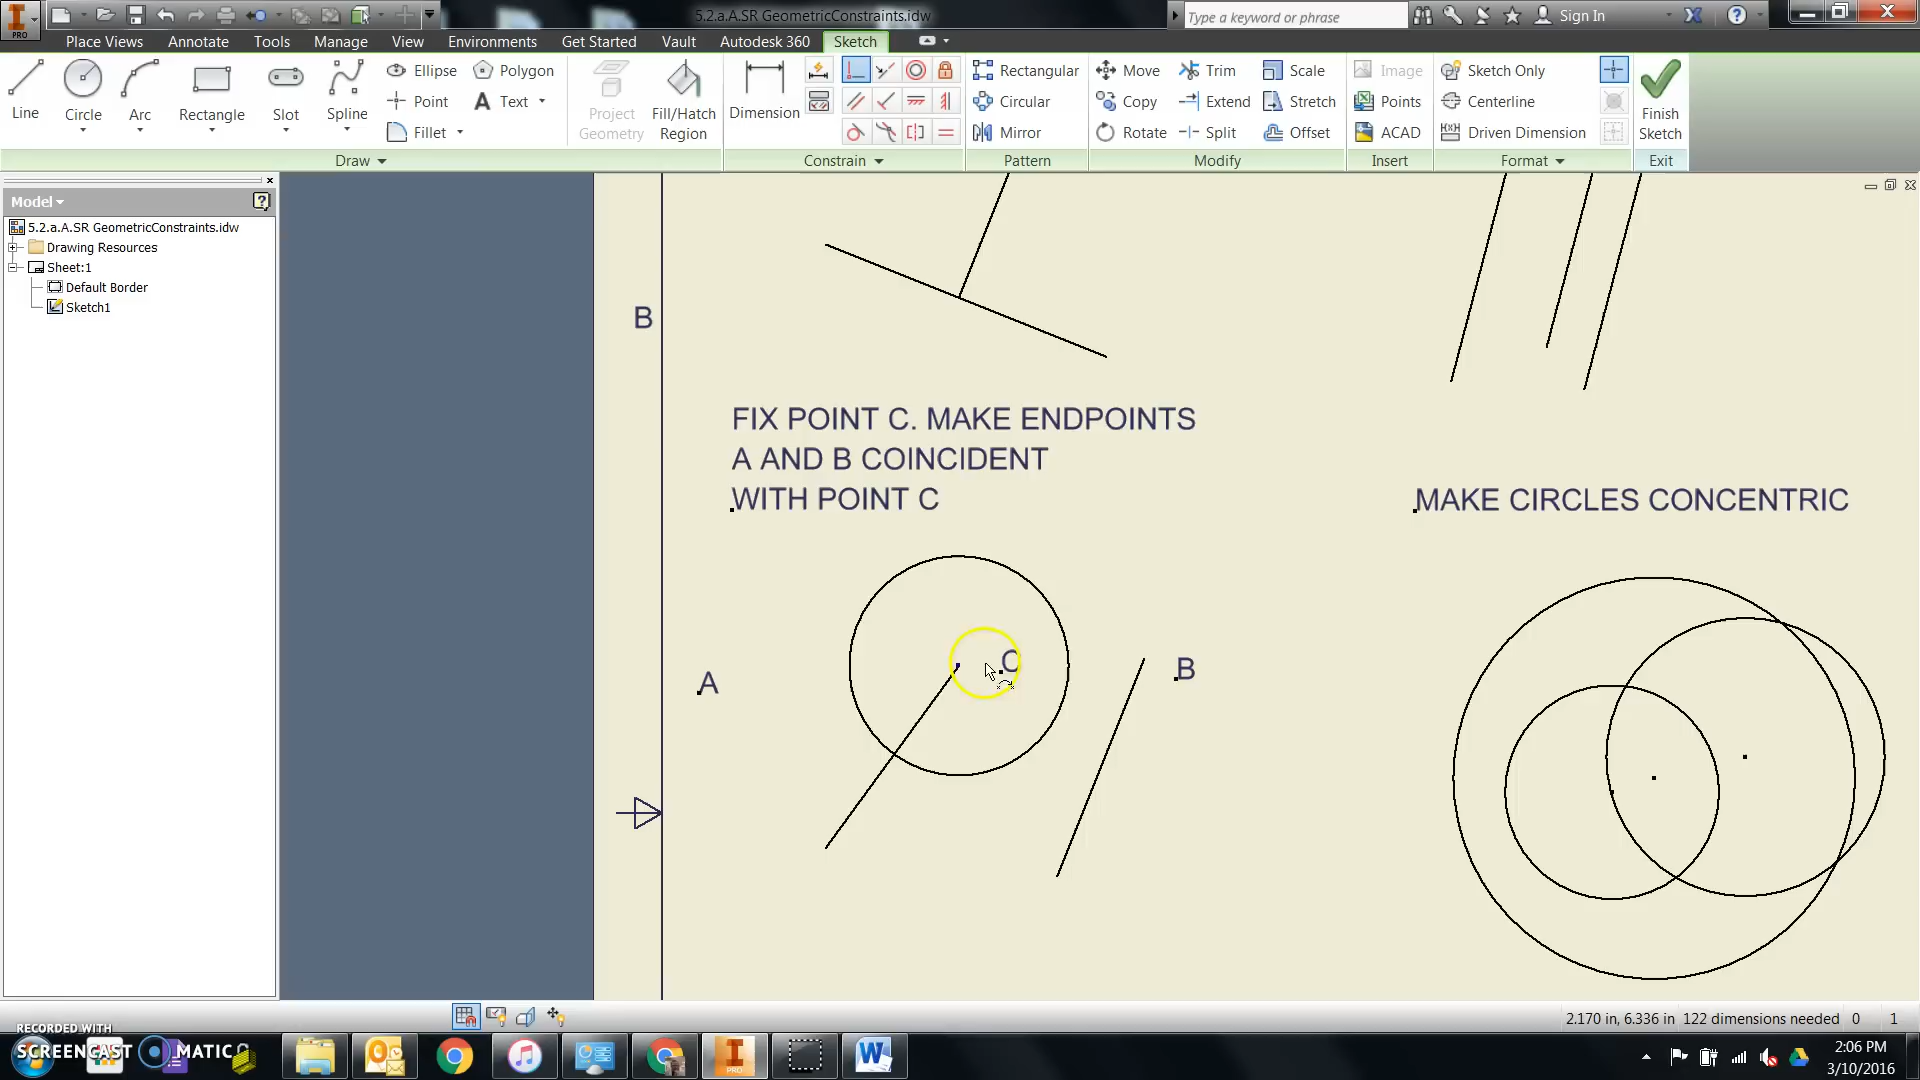 PRO
5.2.a.A.SR GeometricConstraints.idw
Type a keyword or phrase
Sign In
Place Views
Annotate
Tools
Manage
View
Environments
Get Started
Vault
Autodesk 360
Sketch
Line
Circle
Arc
Rectangle
Slot
Spline
Ellipse
Polygon
Point
Text
Fillet
Project Geometry
Fill/Hatch Region
Dimension
Rectangular
Circular
Mirror
Move
Trim
Scale
Copy
Extend
Stretch
Rotate
Split
Offset
Image
Points
ACAD
Sketch Only
Centerline
Driven Dimension
Finish Sketch
Draw
Constrain
Pattern
Modify
Insert
Format
Exit
Model
5.2.a.A.SR GeometricConstraints.idw
Drawing Resources
Sheet:1
Default Border
Sketch1
B
FIX POINT C. MAKE ENDPOINTS
A AND B COINCIDENT
WITH POINT C
MAKE CIRCLES CONCENTRIC
A
C
B
2.170 in, 6.336 in 122 dimensions needed 0 1
RECORDED WITH
SCREENCAST MATIC
PRO
2:06 PM
3/10/2016